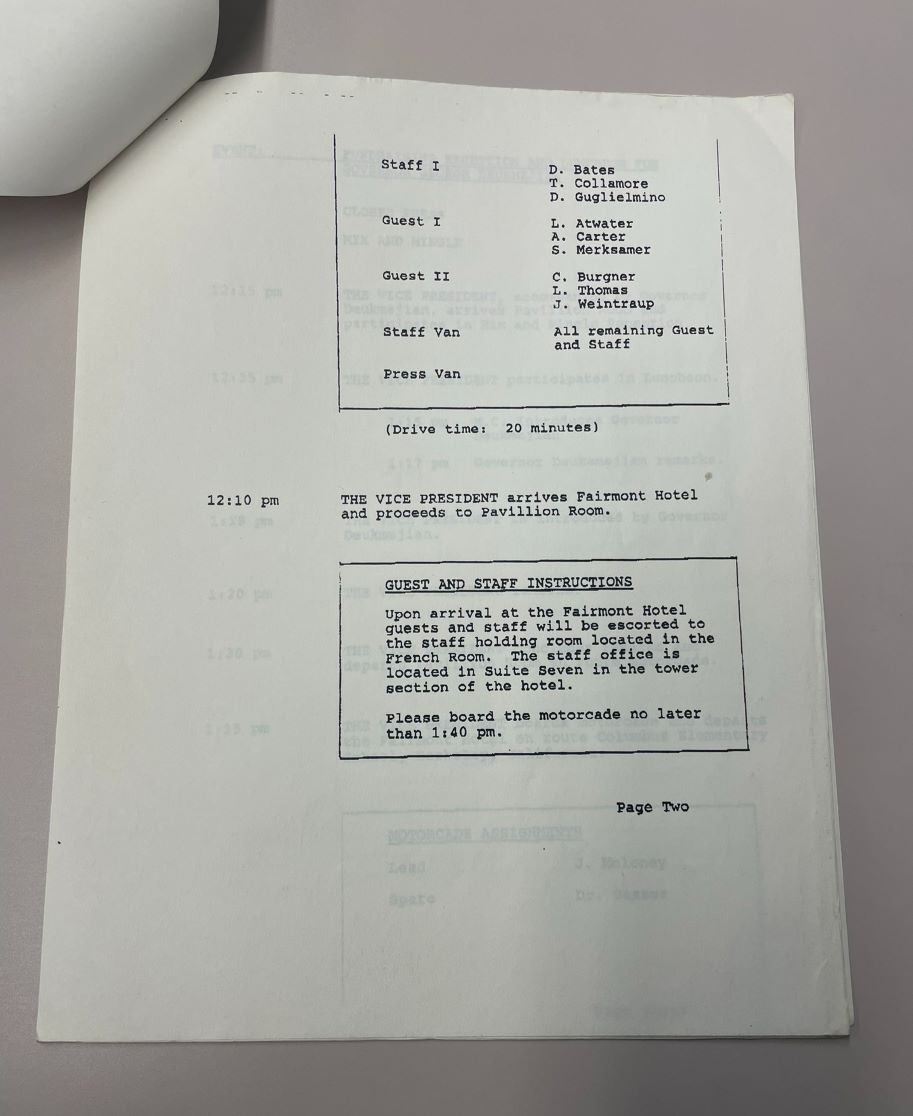 Staff I D. Bates
T. Collamore
D. Guglielmino
Guest I L. Atwater
A. Carter
S. Merksamer
Guest II C. Burgner
L. Thomas
J. Weintraup
Staff Van All remaining Guest
and Staff
Press Van
(Drive time: 20 minutes)
12:10 pm THE VICE PRESIDENT arrives Fairmont Hotel
and proceeds to Pavillion Room.
GUEST AND STAFF INSTRUCTIONS
Upon arrival at the Fairmont Hotel
guests and staff will be escorted to
the staff holding room located in the
French Room. The staff office is
located in Suite Seven in the tower
section of the hotel.
Please board the motorcade no later
than 1:40 pm.
Page Two